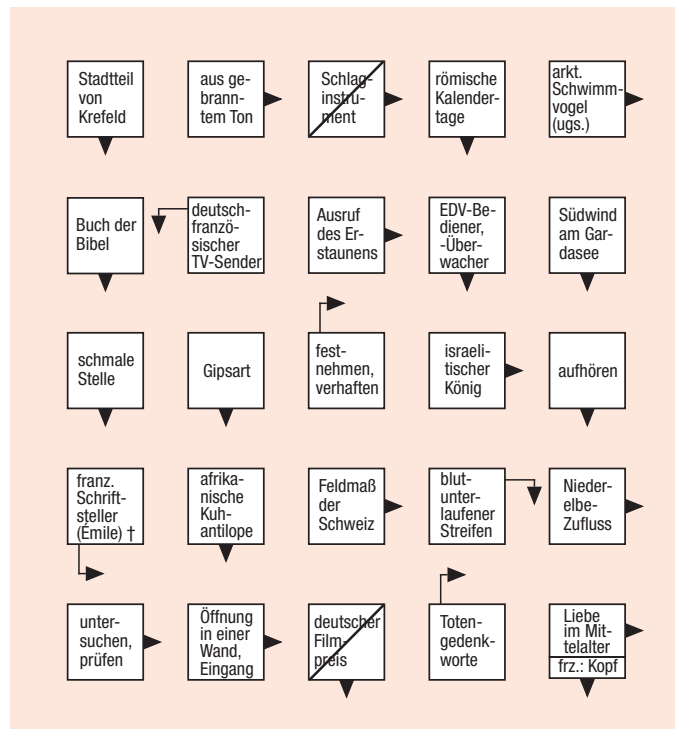 Stadtteil
von
Krefeld
aus ge-
brann-
tem Ton
Schlag-
instru-
ment
römische
Kalender-
tage
arkt.
Schwimm-
vogel
(ugs.)
Buch der
Bibel
deutsch-
franzö-
sischer
TV-Sender
Ausruf
des Er-
staunens
EDV-Be-
diener,
-Über-
wacher
Südwind
am Gar-
dasee
schmale
Stelle
Gipsart
fest-
nehmen,
verhaften
israeli-
tischer
König
aufhören
franz.
Schrift-
steller
(Émile) †
afrika-
nische
Kuh-
antilope
Feldmaß
der
Schweiz
blut-
unter-
laufener
Streifen
Nieder-
elbe-
Zufluss
unter-
suchen,
prüfen
Öffnung
in einer
Wand,
Eingang
deutscher
Film-
preis
Toten-
gedenk-
worte
Liebe
im Mit-
telalter
frz.: Kopf